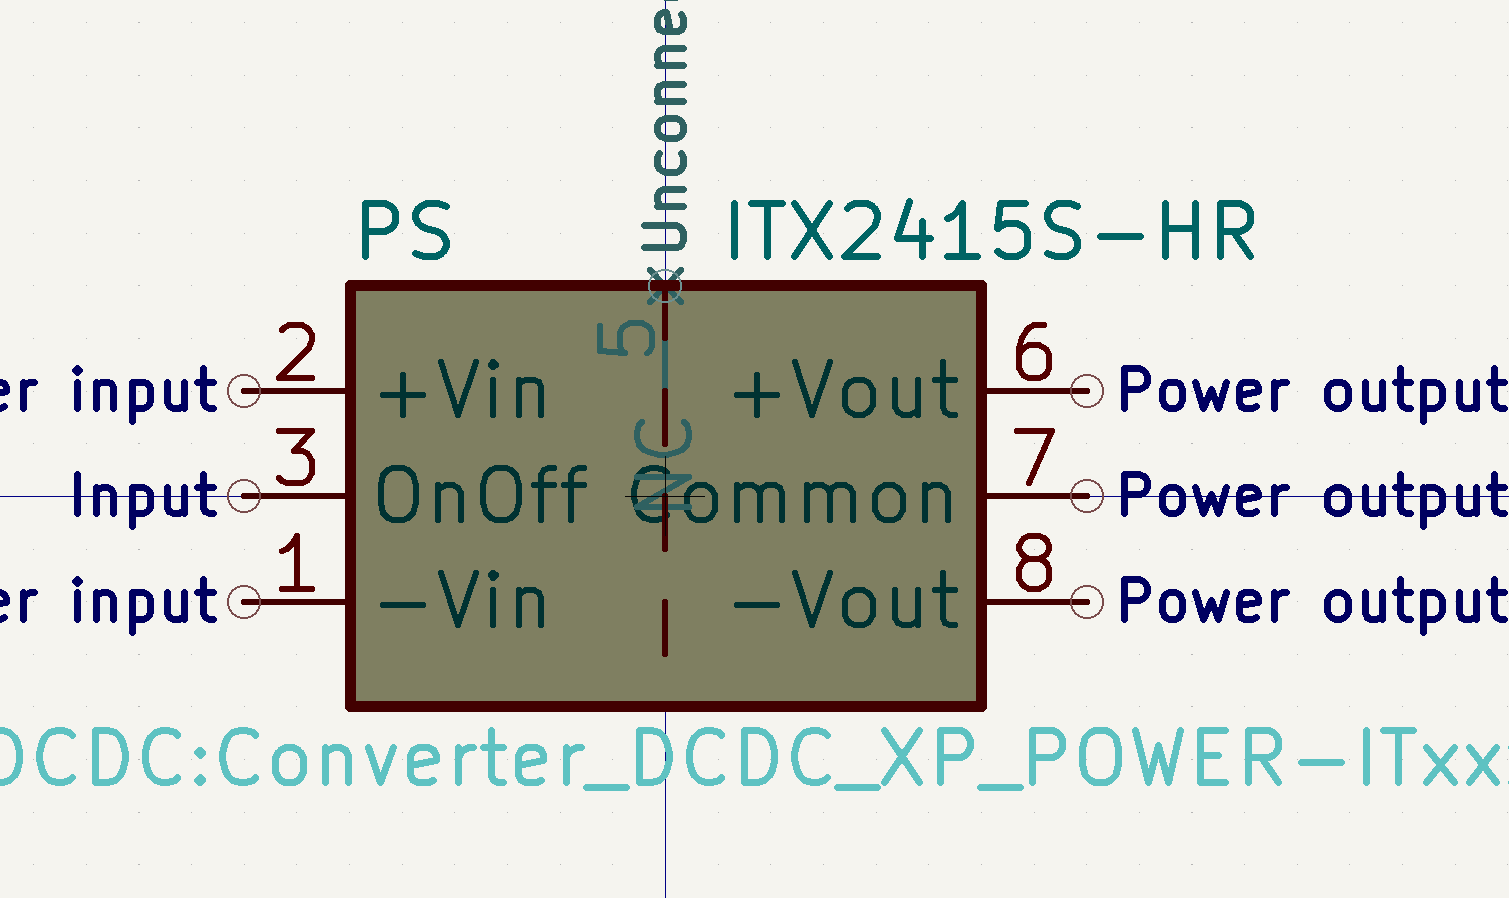 Unconne
PS
ITX2415S-HR
5
2
6
er input
+Vin
+Vout
Power output
3
NC
7
Input
OnOff
Common
Power output
1
8
er input
-Vin
-Vout
Power output
DCDC:Converter_DCDC_XP_POWER-ITxx